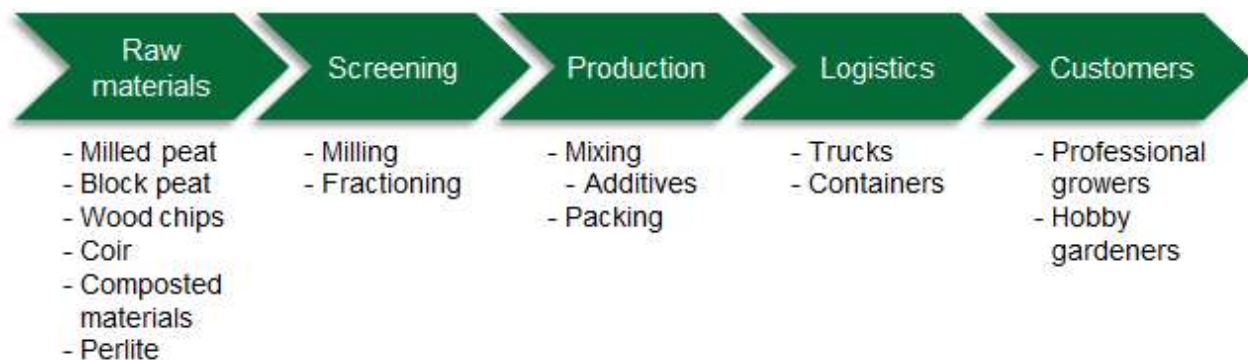 Raw
materials
Screening
Production
Logistics
Customers
- Milled peat
- Block peat
- Wood chips
- Coir
- Composted
materials
- Perlite
- Milling
- Fractioning
- Mixing
- Additives
- Packing
- Trucks
- Containers
- Professional
growers
- Hobby
gardeners